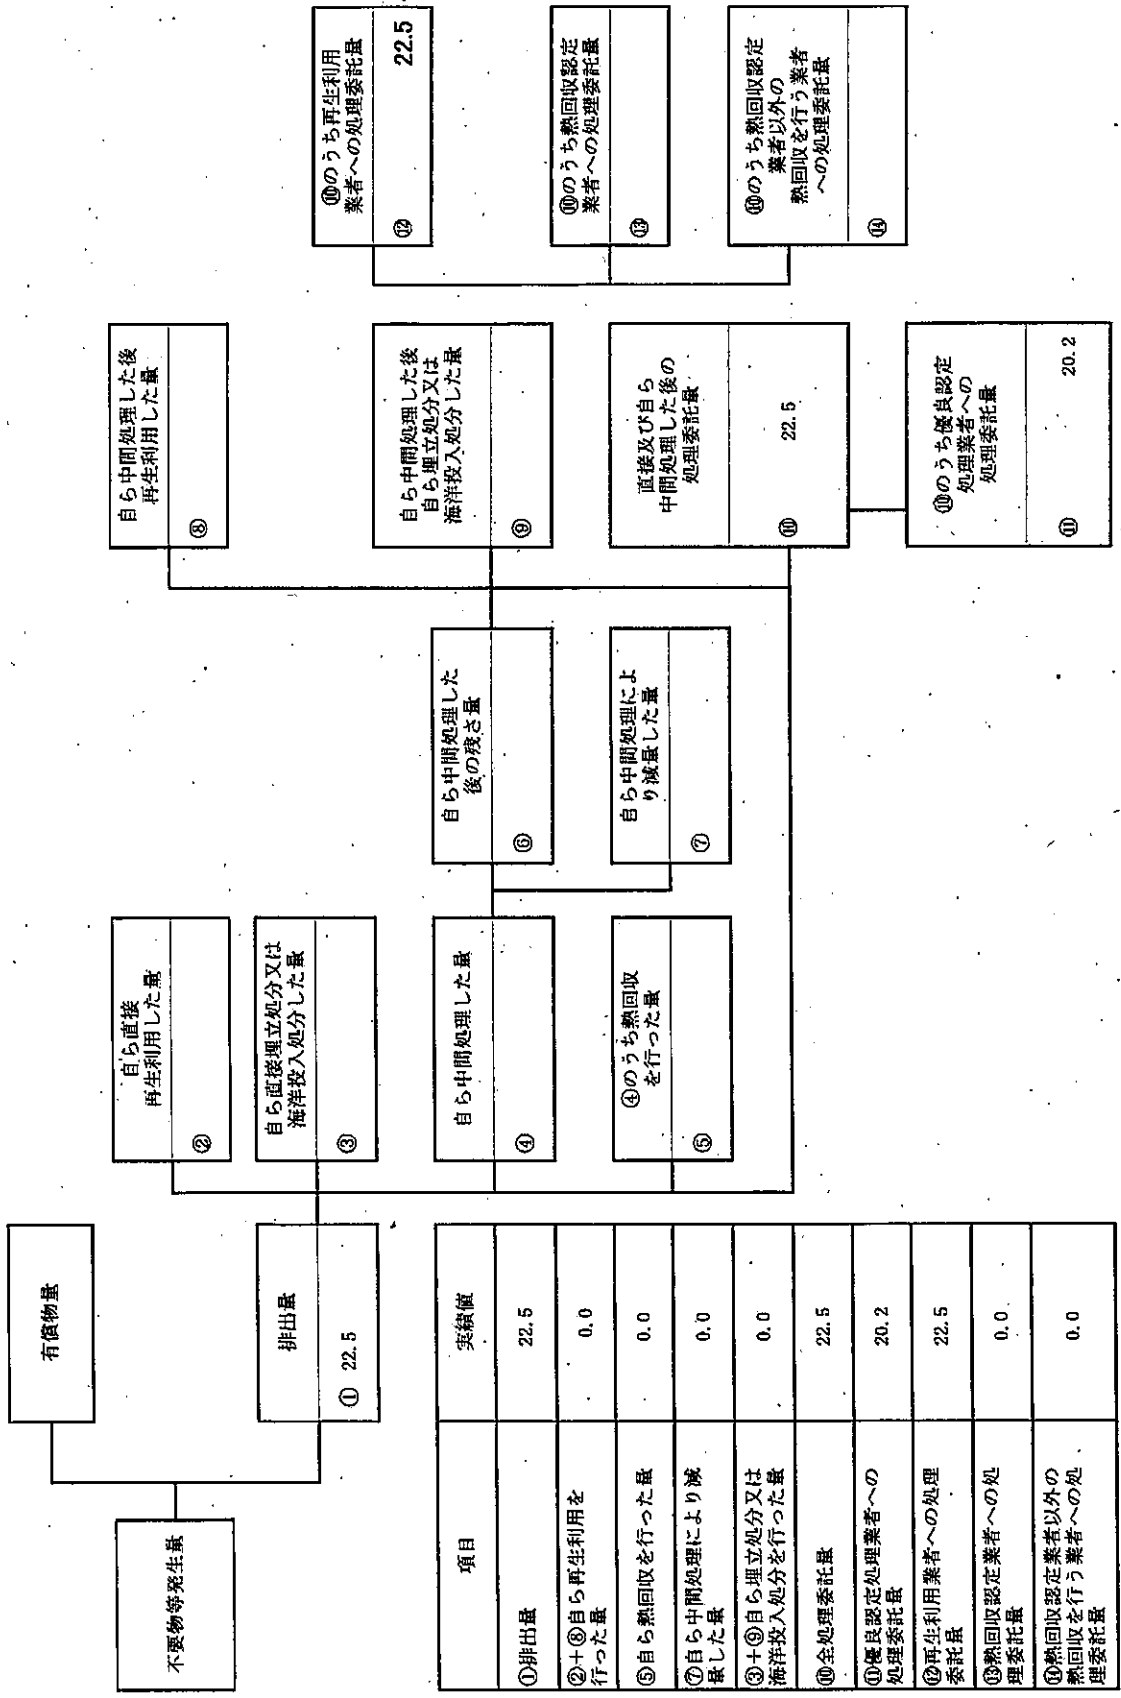 不要物等発生量
有償物量
排出量
① 22.5
自ら直接
再生利用した量
②
自ら直接埋立処分又は
海洋投入処分した量
③
自ら中間処理した量
④
④のうち熱回収
を行った量
⑤
自ら中間処理した
後の残さ量
⑥
自ら中間処理によ
り減量した量
⑦
自ら中間処理した後
再生利用した量
⑧
自ら中間処理した後
自ら埋立処分又は
海洋投入処分した量
⑨
直接及び自ら
中間処理した後の
処理委託量
⑩ 22.5
⑩のうち優良認定
処理業者への
処理委託量
⑪ 20.2
⑩のうち再生利用
業者への処理委託量
⑫ 22.5
⑩のうち熱回収認定
業者への処理委託量
⑬
⑩のうち熱回収認定
業者以外の
熱回収を行う業者
への処理委託量
⑭
項目 実績値
①排出量 22.5
②+⑧自ら再生利用を
行った量 0.0
⑤自ら熱回収を行った量 0.0
⑦自ら中間処理により減
量した量 0.0
③+⑨自ら埋立処分又は
海洋投入処分を行った量 0.0
⑩全処理委託量 22.5
⑪優良認定処理業者への
処理委託量 20.2
⑫再生利用業者への処理
委託量 22.5
⑬熱回収認定業者への処
理委託量 0.0
⑭熱回収認定業者以外の
熱回収を行う業者への処
理委託量 0.0